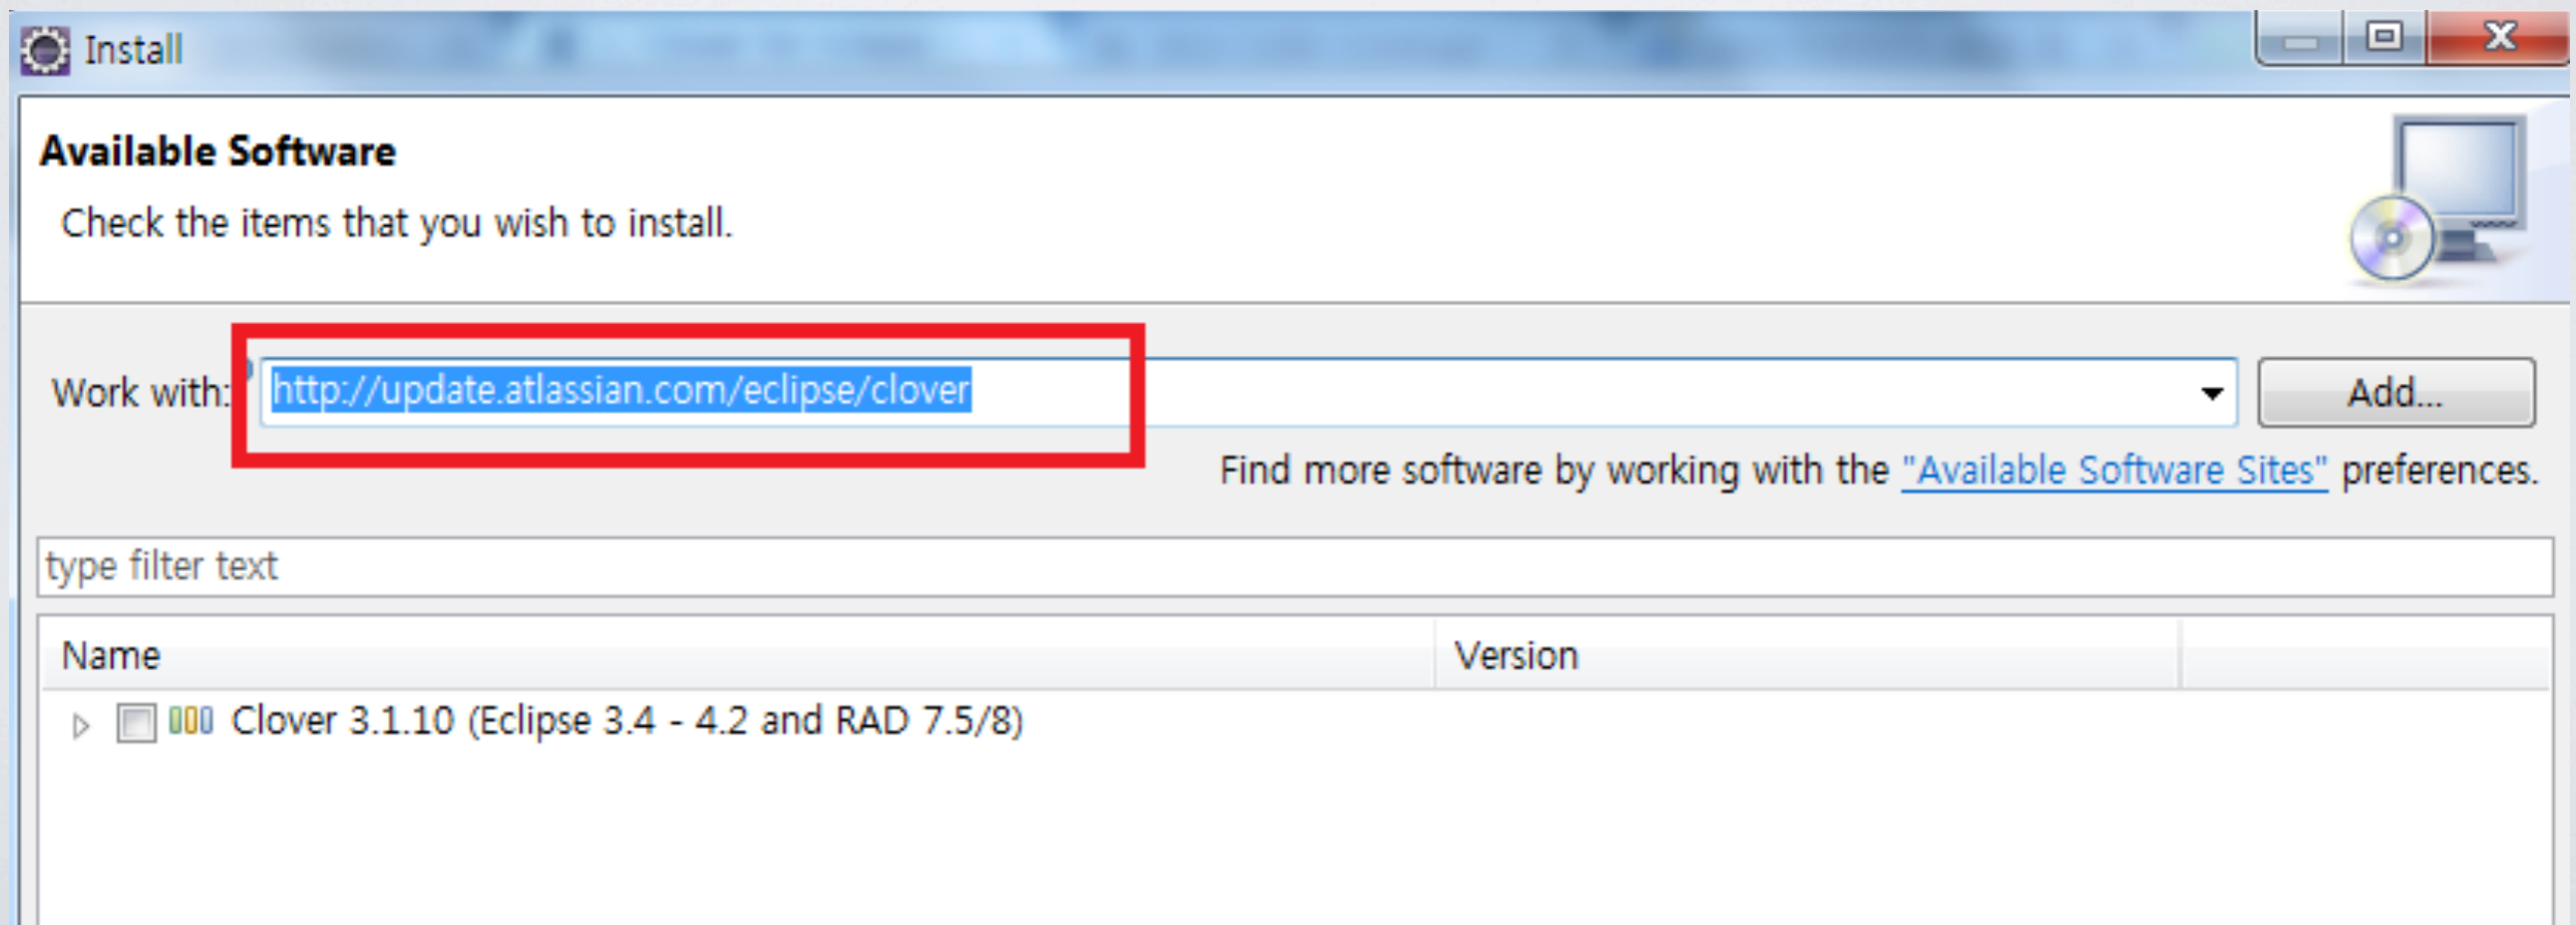 Install
Available Software
Check the items that you wish to install.
Work with: http://update.atlassian.com/eclipse/clover Add...
Find more software by working with the "Available Software Sites" preferences.
type filter text
Name Version
Clover 3.1.10 (Eclipse 3.4 - 4.2 and RAD 7.5/8)